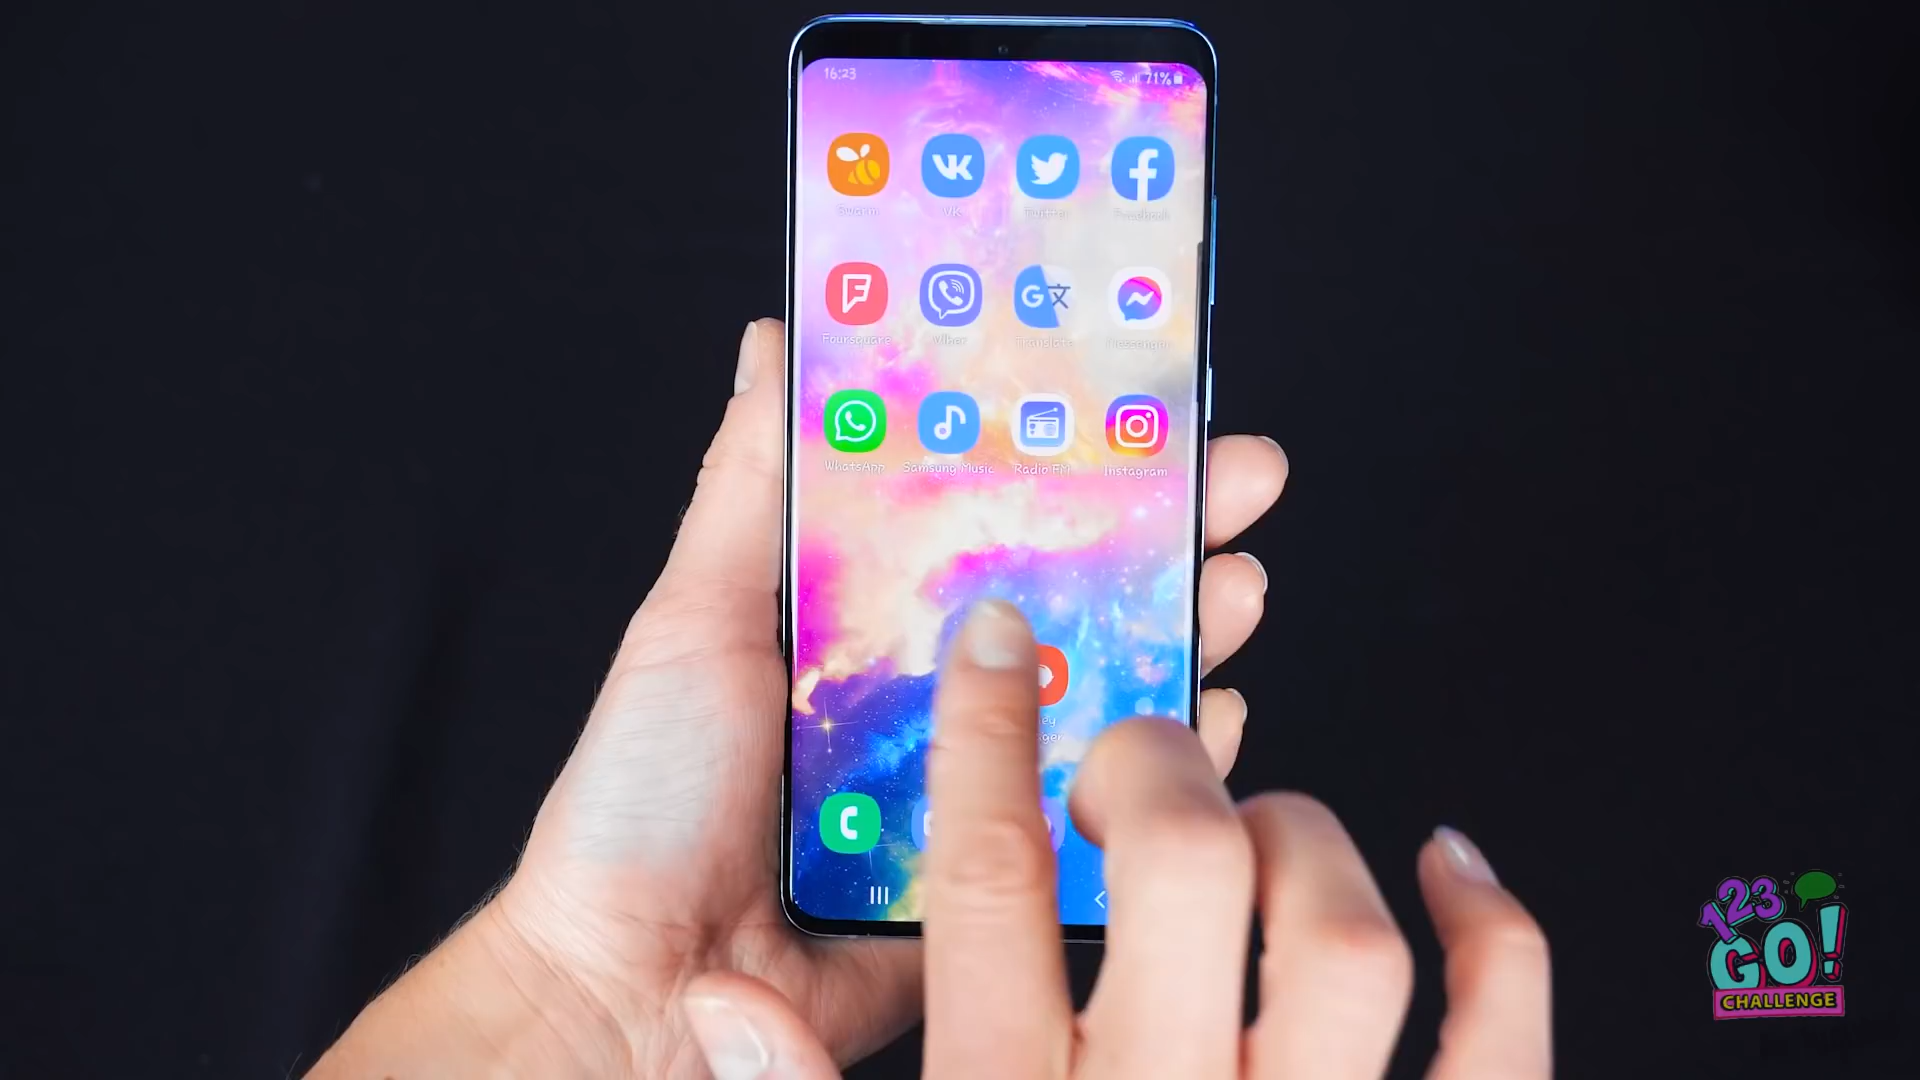 16:23
71%
Swarm
VK
Twitter
Facebook
Foursquare
Viber
Translate
Messenger
WhatsApp
Samsung Music
Radio FM
Instagram
123
GO!
CHALLENGE